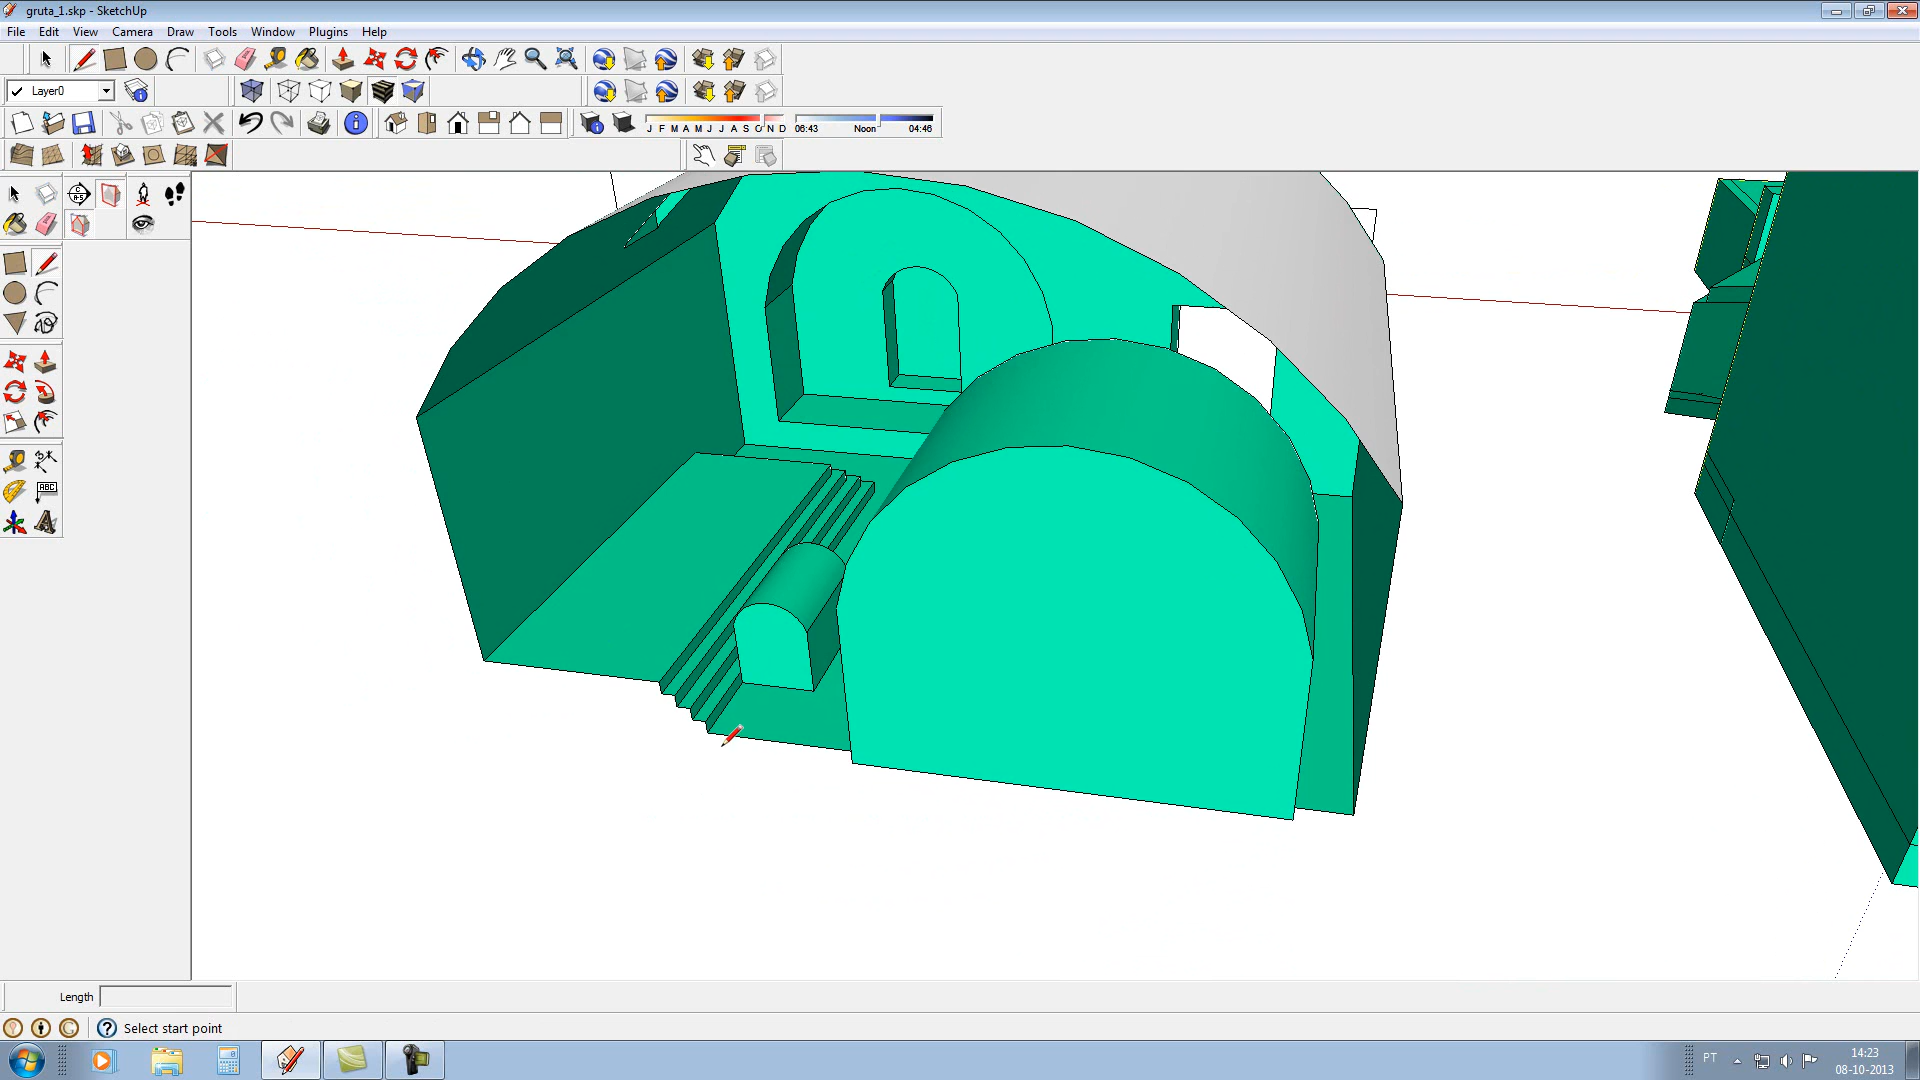 gruta_1.skp - SketchUp
File Edit View Camera Draw Tools Window Plugins Help
Layer0
J F M A M J J A S O N D 06:43 Noon 04:46
ABC
Length
Select start point
PT
14:23
08-10-2013